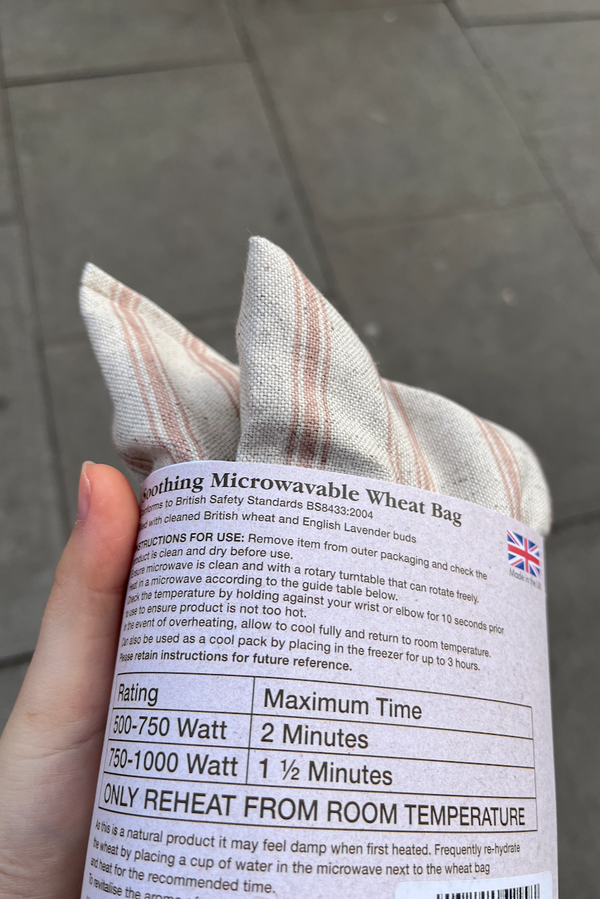 Soothing Microwavable Wheat Bag
to British Safety Standards BS8433:2004
with cleaned British wheat and English Lavender buds
Made in the UK
INSTRUCTIONS FOR USE: Remove item from outer packaging and check the
product is clean and dry before use.
Ensure microwave is clean and with a rotary turntable that can rotate freely.
Heat in a microwave according to the guide table below.
Check the temperature by holding against your wrist or elbow for 10 seconds prior
to use to ensure product is not too hot.
In the event of overheating, allow to cool fully and return to room temperature.
Can also be used as a cool pack by placing in the freezer for up to 3 hours.
Please retain instructions for future reference.
Rating Maximum Time
500-750 Watt 2 Minutes
750-1000 Watt 1 ½ Minutes
ONLY REHEAT FROM ROOM TEMPERATURE
As this is a natural product it may feel damp when first heated. Frequently re-hydrate
the wheat by placing a cup of water in the microwave next to the wheat bag
and heat for the recommended time.
To revitalise the